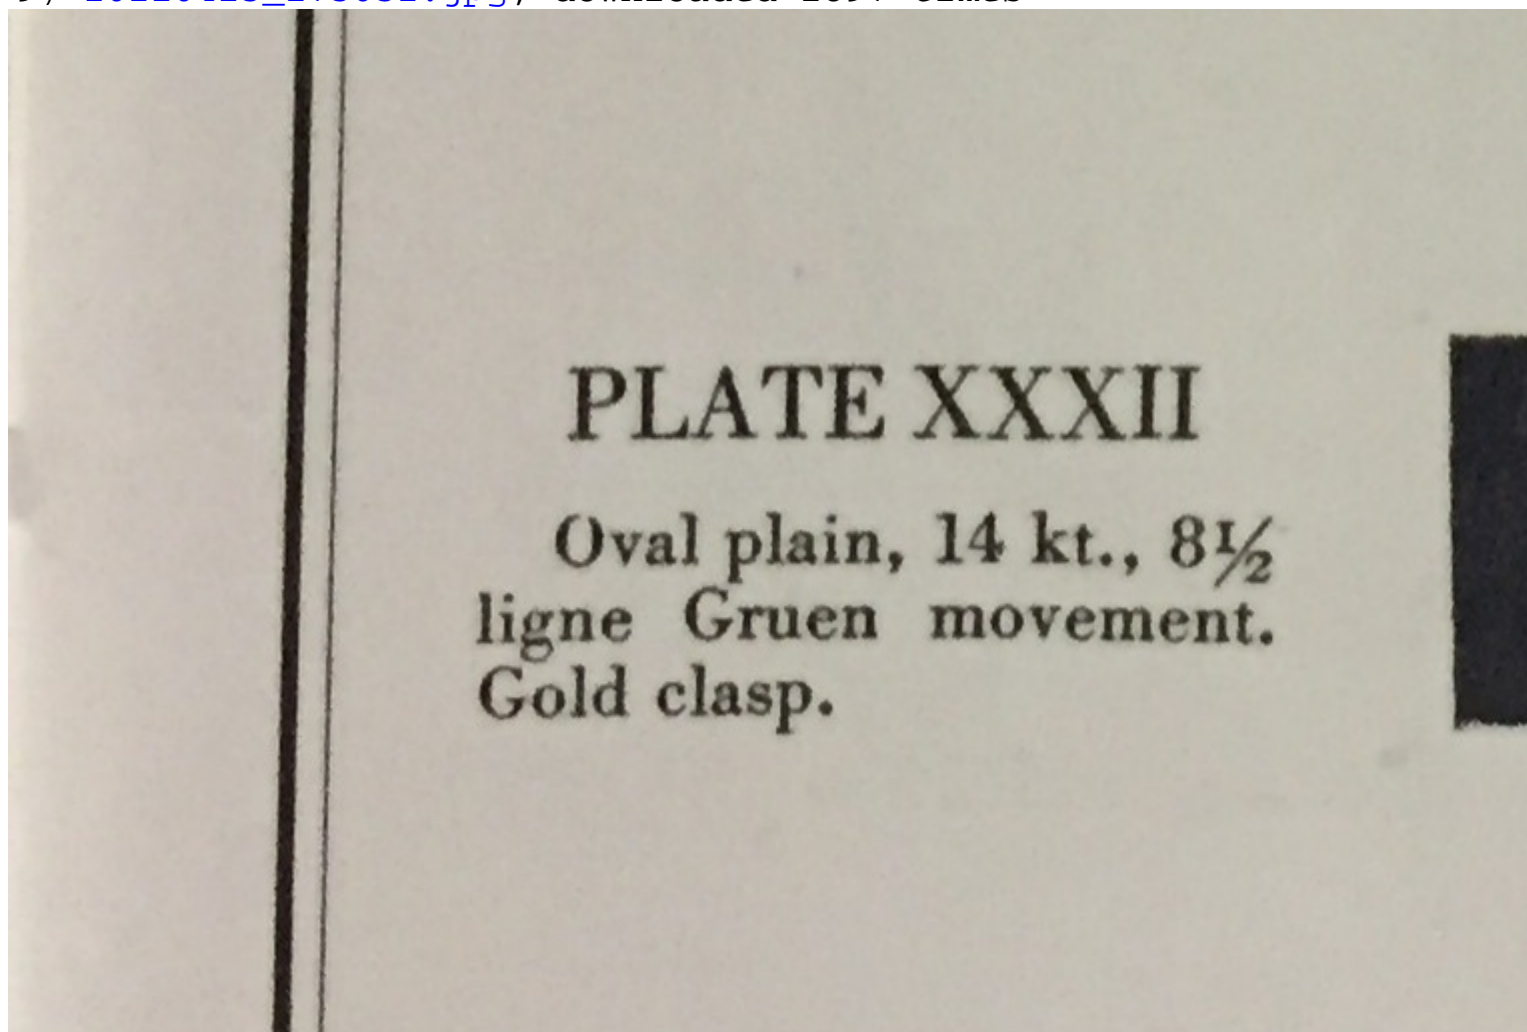 PLATE XXXII
Oval plain, 14 kt., 8½
ligne Gruen movement.
Gold clasp.